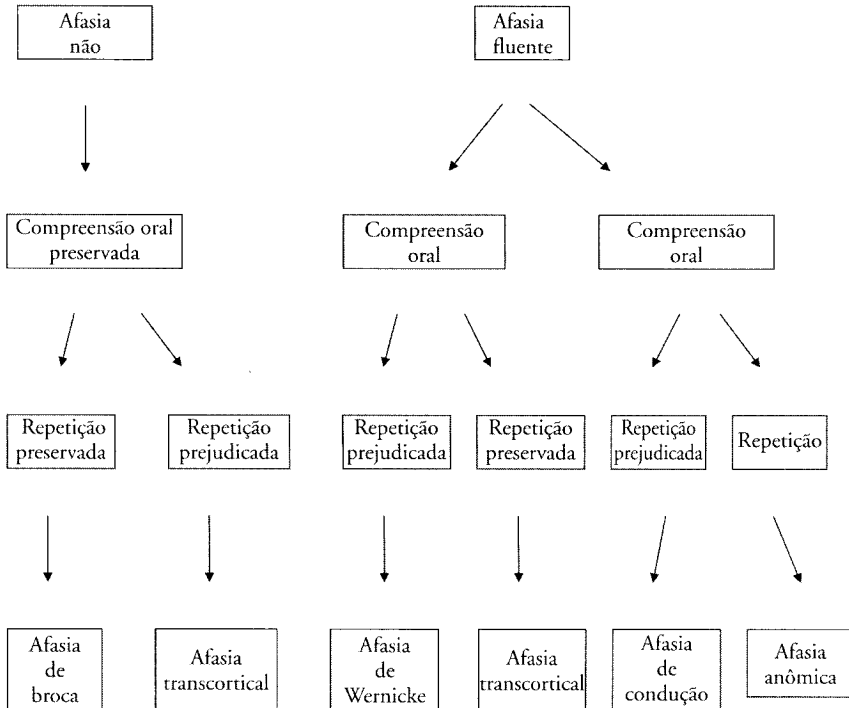 Afasia
não
Afasia
fluente
Compreensão oral
preservada
Compreensão
oral
Compreensão
oral
Repetição
preservada
Repetição
prejudicada
Repetição
prejudicada
Repetição
preservada
Repetição
prejudicada
Repetição
Afasia
de
broca
Afasia
transcortical
Afasia
de
Wernicke
Afasia
transcortical
Afasia
de
condução
Afasia
anômica